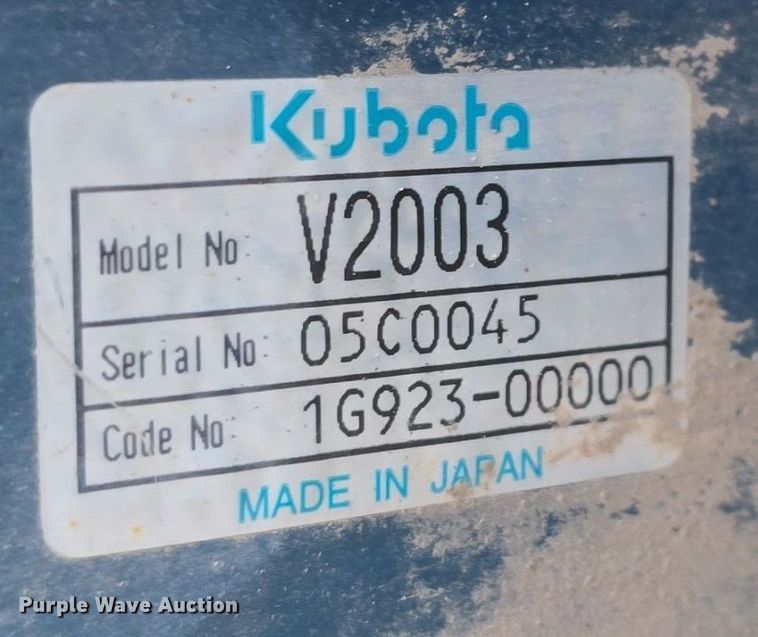 Kubota
Model No: V2003
Serial No: 05C0045
Code No: 1G923-00000
MADE IN JAPAN
Purple Wave Auction